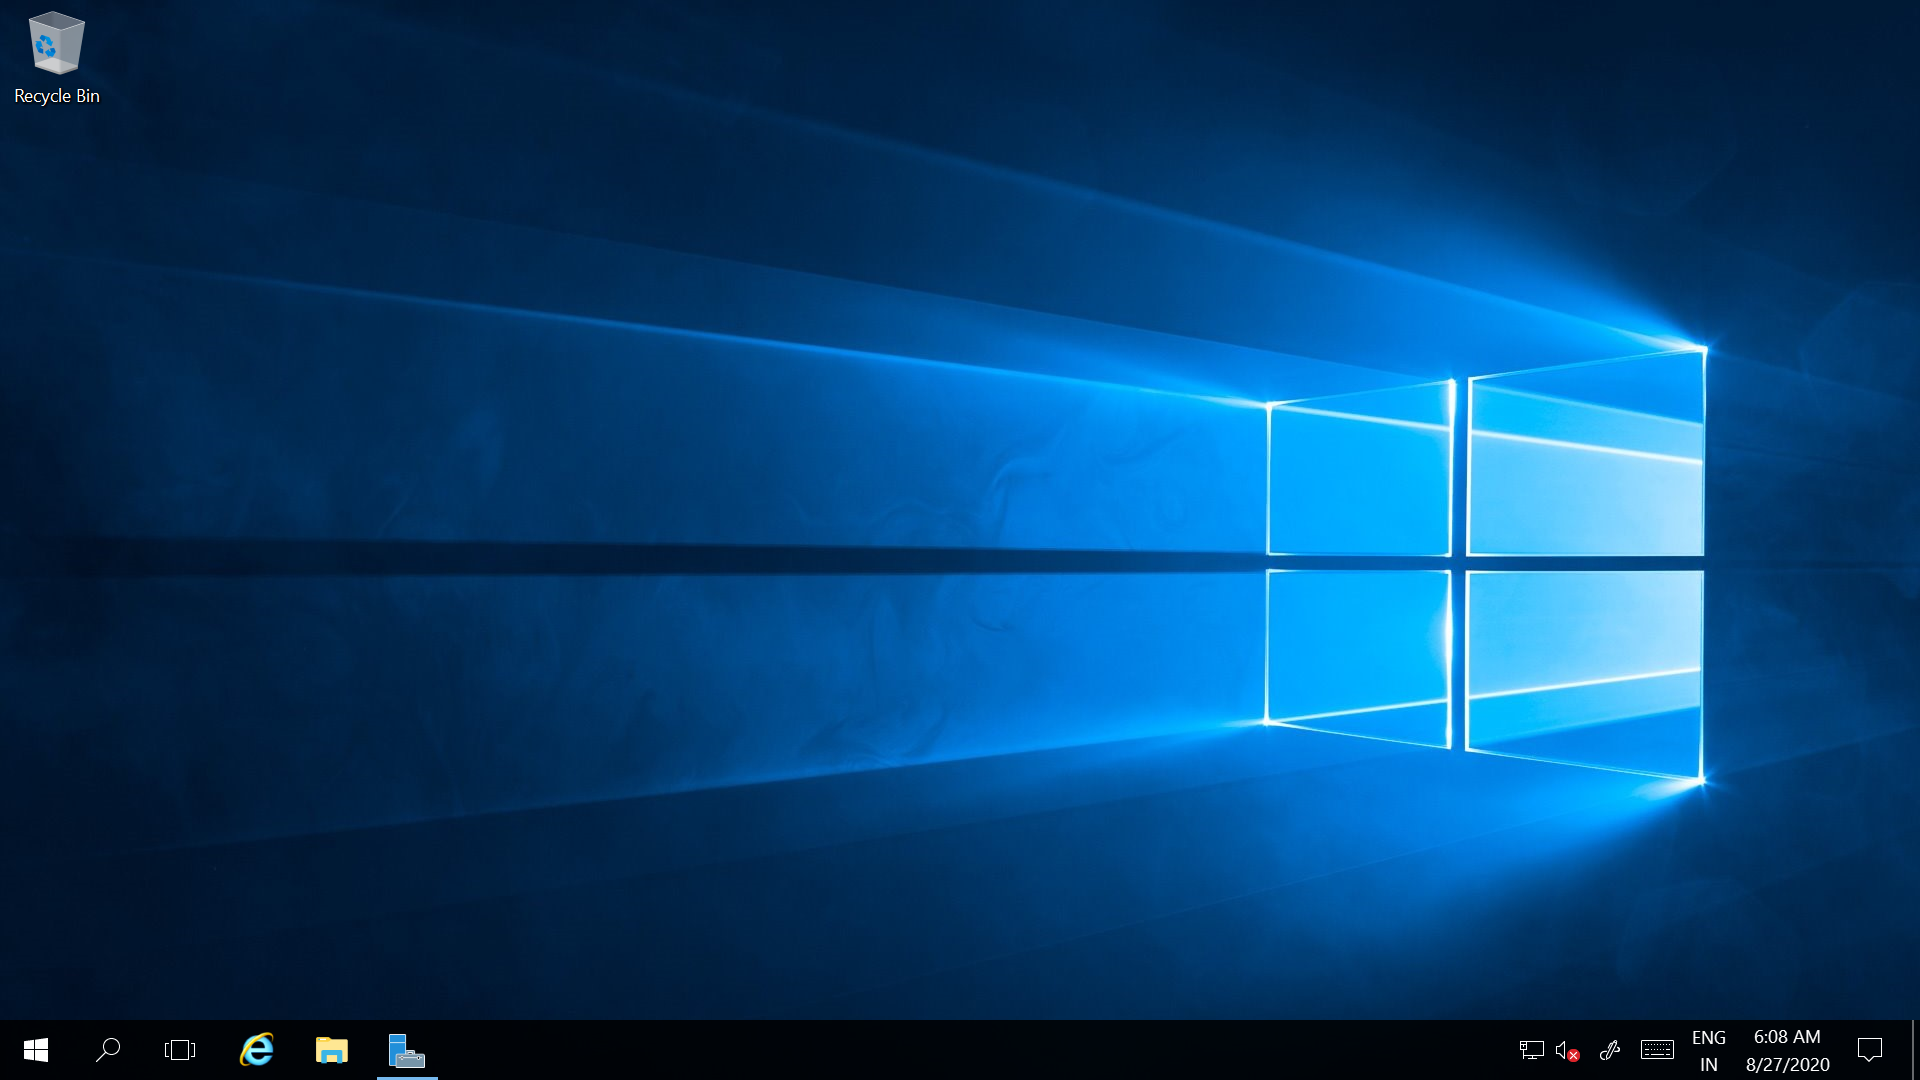 Recycle Bin
ENG
IN
6:08 AM
8/27/2020